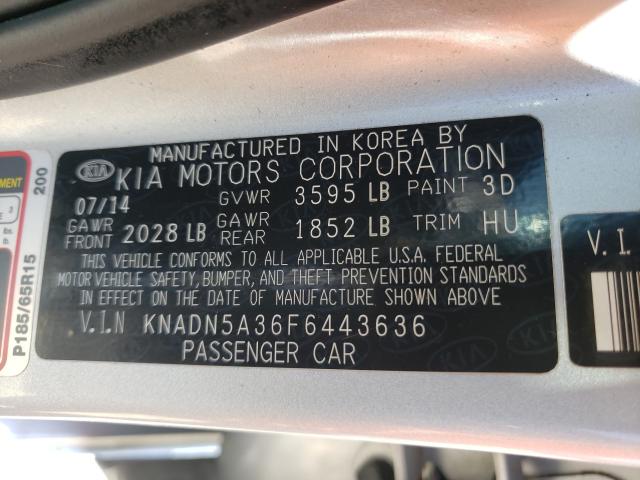 MANUFACTURED IN KOREA BY
KIA KIA MOTORS CORPORATION
07/14 GVWR 3595 LB PAINT 3D
GAWR FRONT 2028 LB GAWR REAR 1852 LB TRIM HU
THIS VEHICLE CONFORMS TO ALL APPLICABLE U.S.A. FEDERAL
MOTOR VEHICLE SAFETY, BUMPER, AND THEFT PREVENTION STANDARDS
IN EFFECT ON THE DATE OF MANUFACTURE SHOWN ABOVE
V.I.N KNADN5A36F6443636
PASSENGER CAR
200
P185/65R15
V. I.